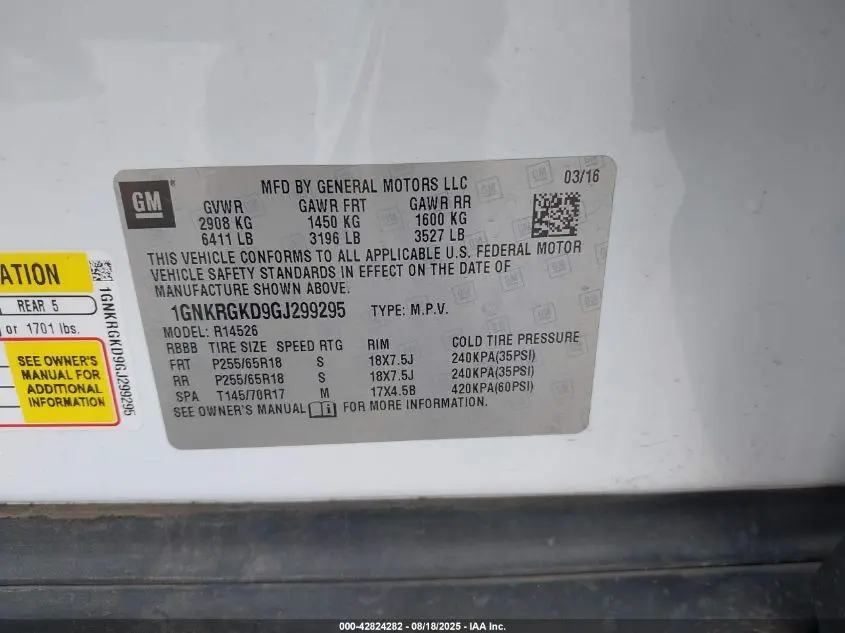 GM
®
MFD BY GENERAL MOTORS LLC
03/16
GVWR GAWR FRT GAWR RR
2908 KG 1450 KG 1600 KG
6411 LB 3196 LB 3527 LB
THIS VEHICLE CONFORMS TO ALL APPLICABLE U.S. FEDERAL MOTOR
VEHICLE SAFETY STANDARDS IN EFFECT ON THE DATE OF
MANUFACTURE SHOWN ABOVE.
1GNKRGKD9GJ299295 TYPE: M.P.V.
MODEL: R14526
RBBB TIRE SIZE SPEED RTG RIM COLD TIRE PRESSURE
FRT P255/65R18 S 18X7.5J 240KPA(35PSI)
RR P255/65R18 S 18X7.5J 240KPA(35PSI)
SPA T145/70R17 M 17X4.5B 420KPA(60PSI)
SEE OWNER'S MANUAL FOR MORE INFORMATION.
ATION
REAR 5
or 1701 lbs.
SEE OWNER'S
MANUAL FOR
ADDITIONAL
INFORMATION
1GNKRGKD9GJ299295
000-42824282 - 08/18/2025 - IAA Inc.